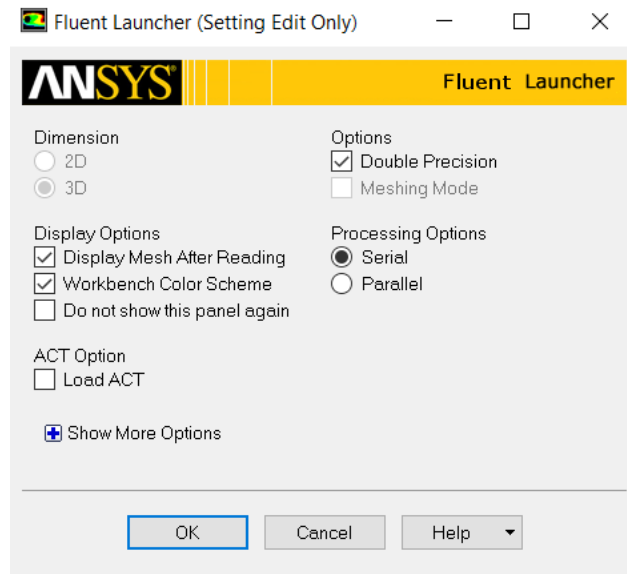 Fluent Launcher (Setting Edit Only)
ANSYS®
Fluent Launcher
Dimension
2D
3D
Options
Double Precision
Meshing Mode
Display Options
Display Mesh After Reading
Workbench Color Scheme
Do not show this panel again
Processing Options
Serial
Parallel
ACT Option
Load ACT
Show More Options
OK Cancel Help